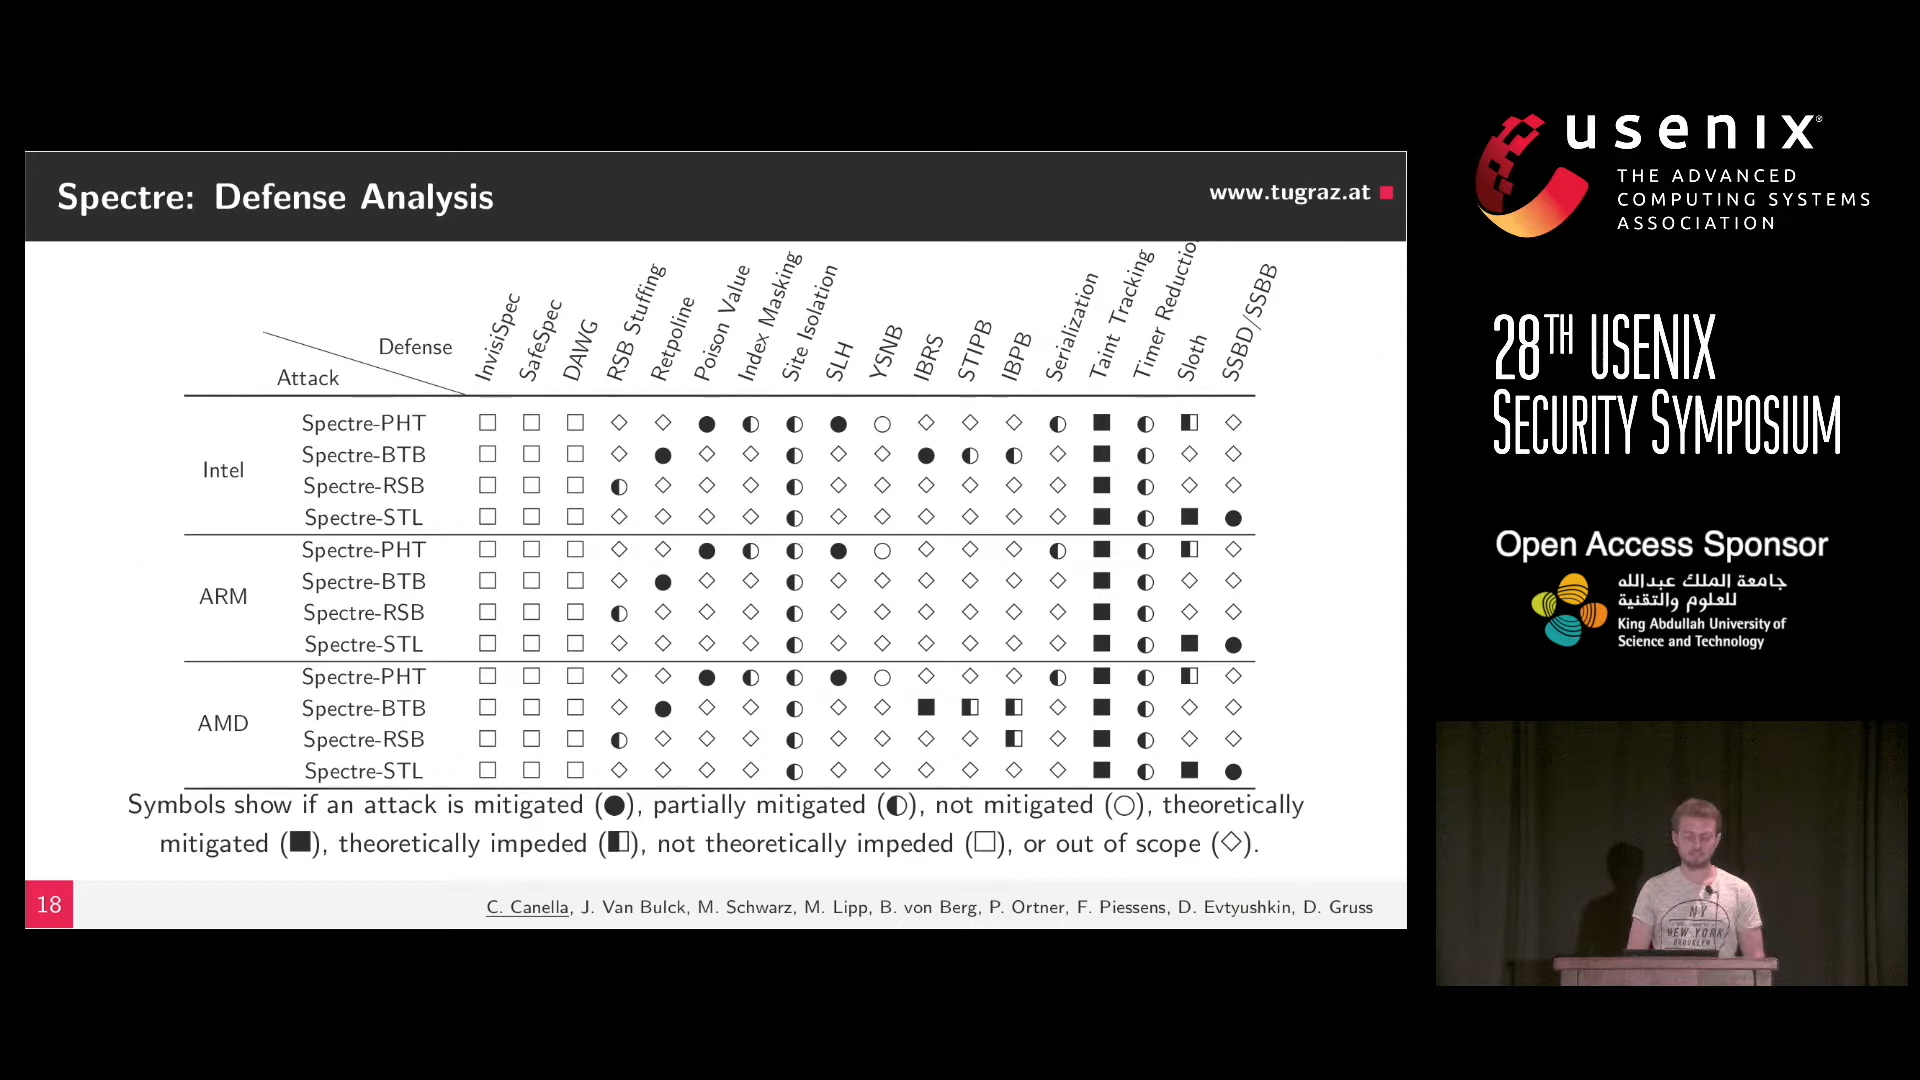 Spectre: Defense Analysis
www.tugraz.at
Defense
Attack
InvisiSpec
SafeSpec
DAWG
RSB Stuffing
Retpoline
Poison Value
Index Masking
Site Isolation
SLH
YSNB
IBRS
STIPB
IBPB
Serialization
Taint Tracking
Timer Reductio
Sloth
SSBD/SSBB
Intel
Spectre-PHT □ □ □ ◇ ◇ ● ◐ ◐ ● ○ ◇ ◇ ◇ ◐ ■ ◐ ◧ ◇
Spectre-BTB □ □ □ ◇ ● ◇ ◇ ◐ ◇ ◇ ● ◐ ◐ ◇ ■ ◐ ◇ ◇
Spectre-RSB □ □ □ ◐ ◇ ◇ ◇ ◐ ◇ ◇ ◇ ◇ ◇ ◇ ■ ◐ ◇ ◇
Spectre-STL □ □ □ ◇ ◇ ◇ ◇ ◐ ◇ ◇ ◇ ◇ ◇ ◇ ■ ◐ ■ ●
ARM
Spectre-PHT □ □ □ ◇ ◇ ● ◐ ◐ ● ○ ◇ ◇ ◇ ◐ ■ ◐ ◧ ◇
Spectre-BTB □ □ □ ◇ ● ◇ ◇ ◐ ◇ ◇ ◇ ◇ ◇ ◇ ■ ◐ ◇ ◇
Spectre-RSB □ □ □ ◐ ◇ ◇ ◇ ◐ ◇ ◇ ◇ ◇ ◇ ◇ ■ ◐ ◇ ◇
Spectre-STL □ □ □ ◇ ◇ ◇ ◇ ◐ ◇ ◇ ◇ ◇ ◇ ◇ ■ ◐ ■ ●
AMD
Spectre-PHT □ □ □ ◇ ◇ ● ◐ ◐ ● ○ ◇ ◇ ◇ ◐ ■ ◐ ◧ ◇
Spectre-BTB □ □ □ ◇ ● ◇ ◇ ◐ ◇ ◇ ■ ◧ ◧ ◇ ■ ◐ ◇ ◇
Spectre-RSB □ □ □ ◐ ◇ ◇ ◇ ◐ ◇ ◇ ◇ ◇ ◧ ◇ ■ ◐ ◇ ◇
Spectre-STL □ □ □ ◇ ◇ ◇ ◇ ◐ ◇ ◇ ◇ ◇ ◇ ◇ ■ ◐ ■ ●
Symbols show if an attack is mitigated (●), partially mitigated (◐), not mitigated (○), theoretically
mitigated (■), theoretically impeded (◧), not theoretically impeded (□), or out of scope (◇).
18
C. Canella, J. Van Bulck, M. Schwarz, M. Lipp, B. von Berg, P. Ortner, F. Piessens, D. Evtyushkin, D. Gruss
usenix®
THE ADVANCED
COMPUTING SYSTEMS
ASSOCIATION
28TH USENIX
SECURITY SYMPOSIUM
Open Access Sponsor
جامعة الملك عبدالله
للعلوم والتقنية
King Abdullah University of
Science and Technology
NY
NEW YORK
BROOKLYN